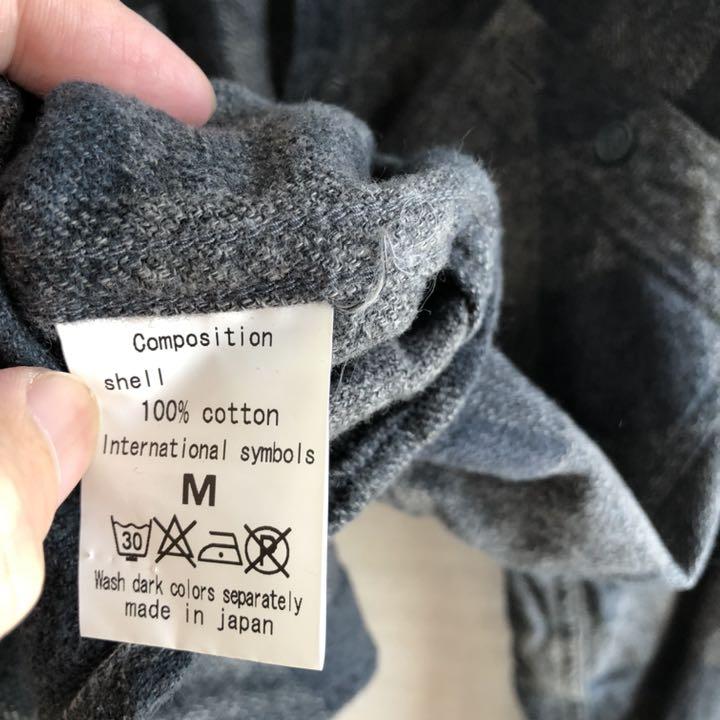 Composition
shell
100% cotton
International symbols
M
30 P
Wash dark colors separately
made in japan